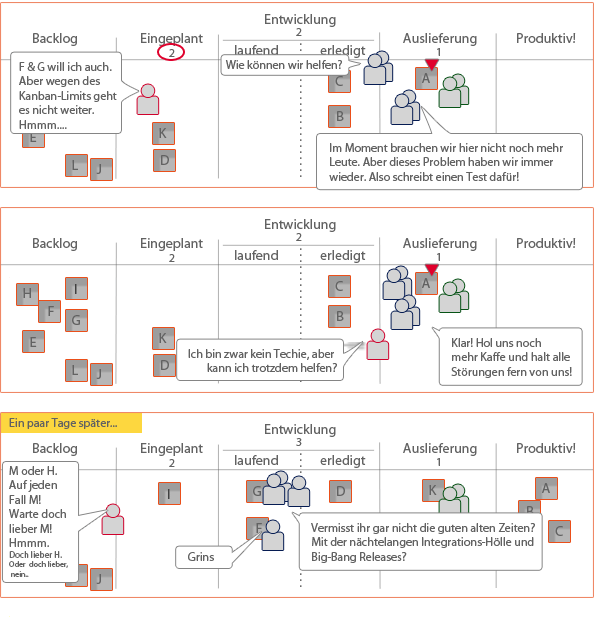 Entwicklung
2
Backlog
Eingeplant
2
laufend
erledigt
Auslieferung
1
Produktiv!
F & G will ich auch.
Aber wegen des
Kanban-Limits geht
es nicht weiter.
Hmmm....
Wie können wir helfen?
C
A
B
K
D
E
L
J
Im Moment brauchen wir hier nicht noch mehr
Leute. Aber dieses Problem haben wir immer
wieder. Also schreibt einen Test dafür!
Entwicklung
2
Backlog
Eingeplant
2
laufend
erledigt
Auslieferung
1
Produktiv!
H
I
F
G
E
L
J
K
D
C
B
A
Ich bin zwar kein Techie, aber
kann ich trotzdem helfen?
Klar! Hol uns noch
mehr Kaffe und halt alle
Störungen fern von uns!
Ein paar Tage später...
Entwicklung
3
Backlog
Eingeplant
2
laufend
erledigt
Auslieferung
1
Produktiv!
M oder H.
Auf jeden
Fall M!
Warte doch
lieber M!
Hmmm.
Doch lieber H.
Oder doch lieber,
nein..
J
I
G
F
D
K
A
B
C
Grins
Vermisst ihr gar nicht die guten alten Zeiten?
Mit der nächtelangen Integrations-Hölle und
Big-Bang Releases?